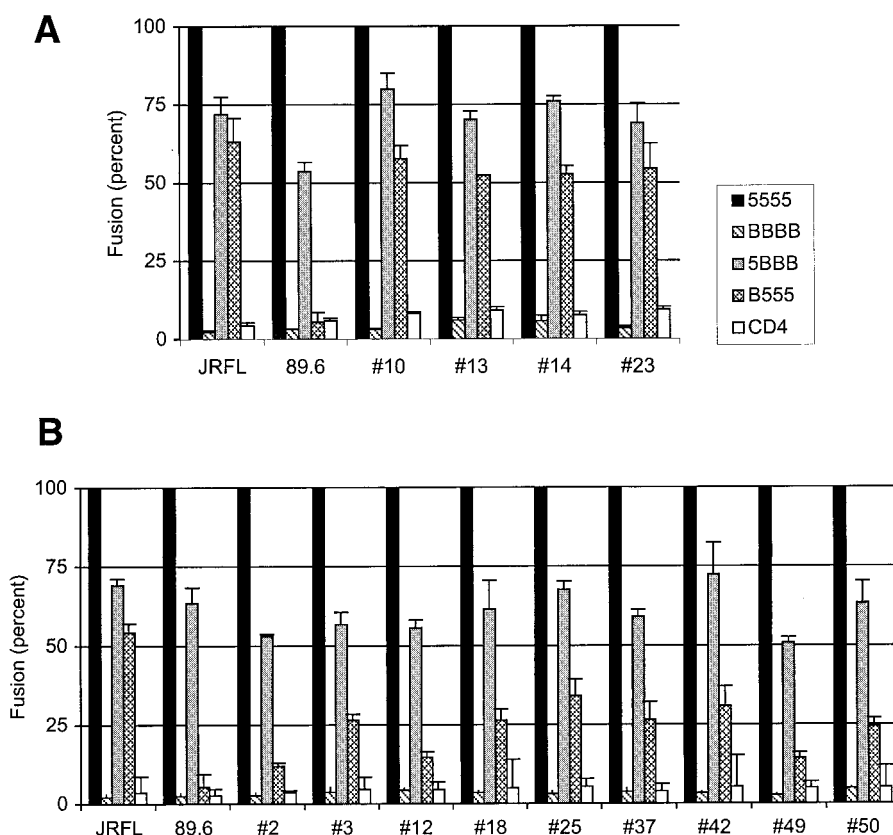 A
100
75
50
25
0
Fusion (percent)
JRFL 89.6 #10 #13 #14 #23
5555
BBBB
5BBB
B555
CD4
B
100
75
50
25
0
Fusion (percent)
JRFL 89.6 #2 #3 #12 #18 #25 #37 #42 #49 #50